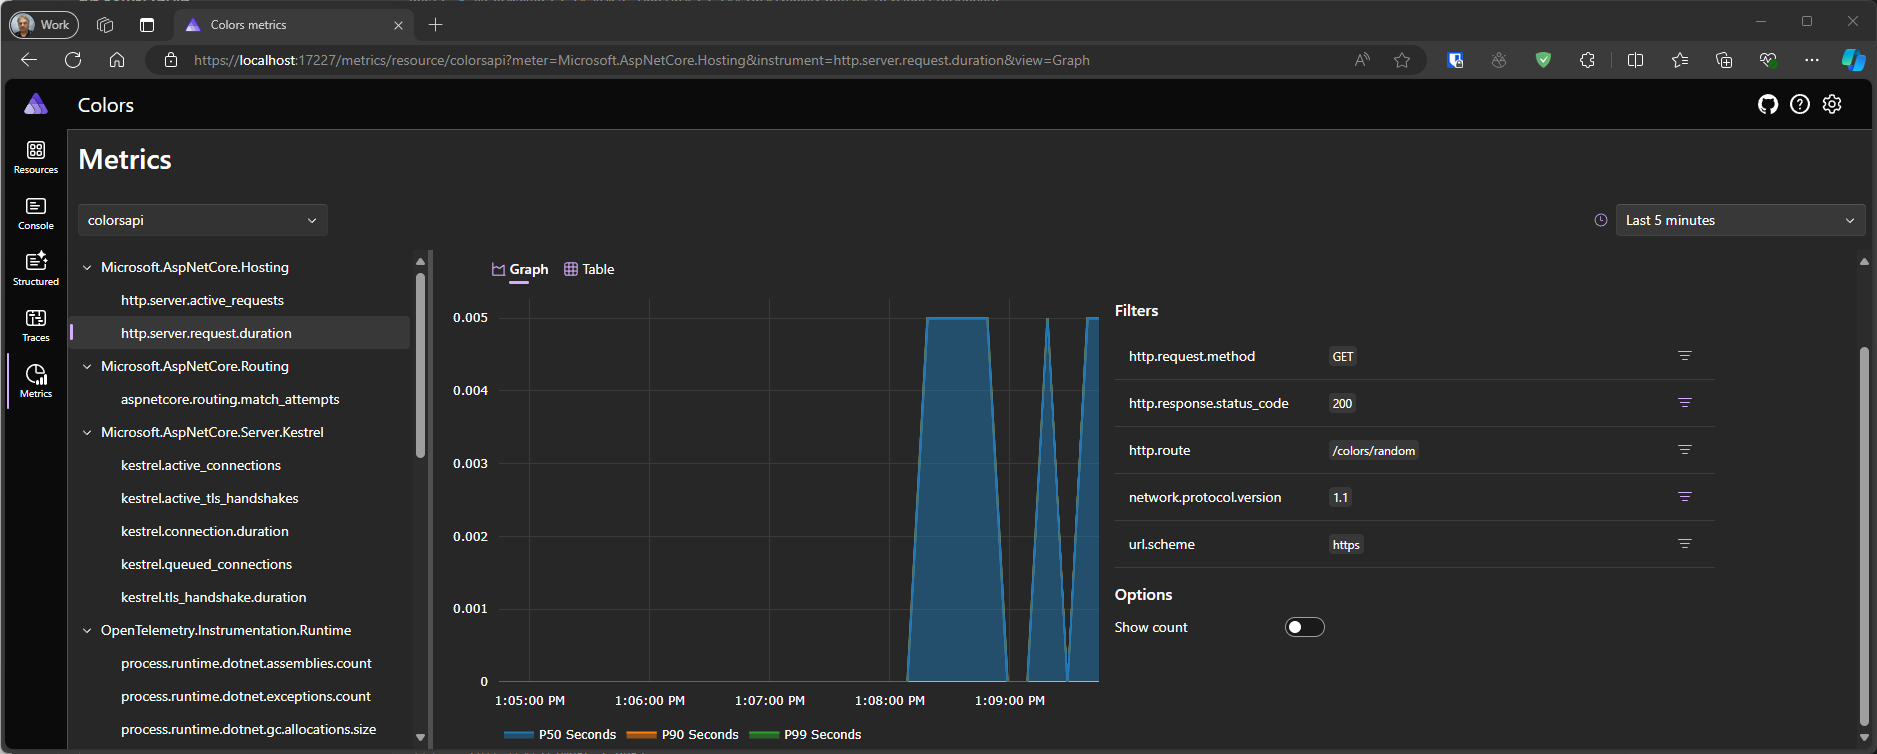 Work
Colors metrics
https://localhost:17227/metrics/resource/colorsapi?meter=Microsoft.AspNetCore.Hosting&instrument=http.server.request.duration&view=Graph
Colors
Resources
Console
Structured
Traces
Metrics
Metrics
colorsapi
Last 5 minutes
Microsoft.AspNetCore.Hosting
http.server.active_requests
http.server.request.duration
Microsoft.AspNetCore.Routing
aspnetcore.routing.match_attempts
Microsoft.AspNetCore.Server.Kestrel
kestrel.active_connections
kestrel.active_tls_handshakes
kestrel.connection.duration
kestrel.queued_connections
kestrel.tls_handshake.duration
OpenTelemetry.Instrumentation.Runtime
process.runtime.dotnet.assemblies.count
process.runtime.dotnet.exceptions.count
process.runtime.dotnet.gc.allocations.size
Graph Table
0.005
0.004
0.003
0.002
0.001
0
1:05:00 PM 1:06:00 PM 1:07:00 PM 1:08:00 PM 1:09:00 PM
P50 Seconds P90 Seconds P99 Seconds
Filters
http.request.method GET
http.response.status_code 200
http.route /colors/random
network.protocol.version 1.1
url.scheme https
Options
Show count